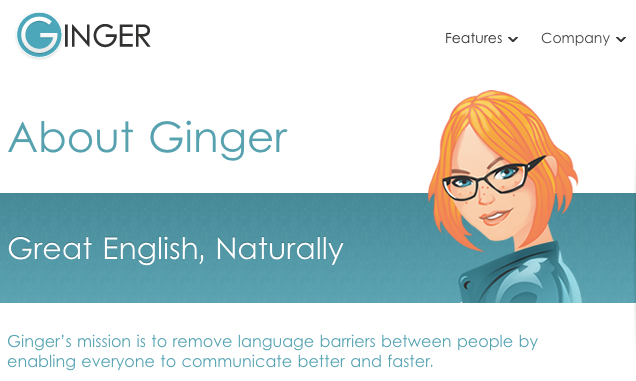 GINGER
Features
Company
About Ginger
Great English, Naturally
Ginger's mission is to remove language barriers between people by
enabling everyone to communicate better and faster.